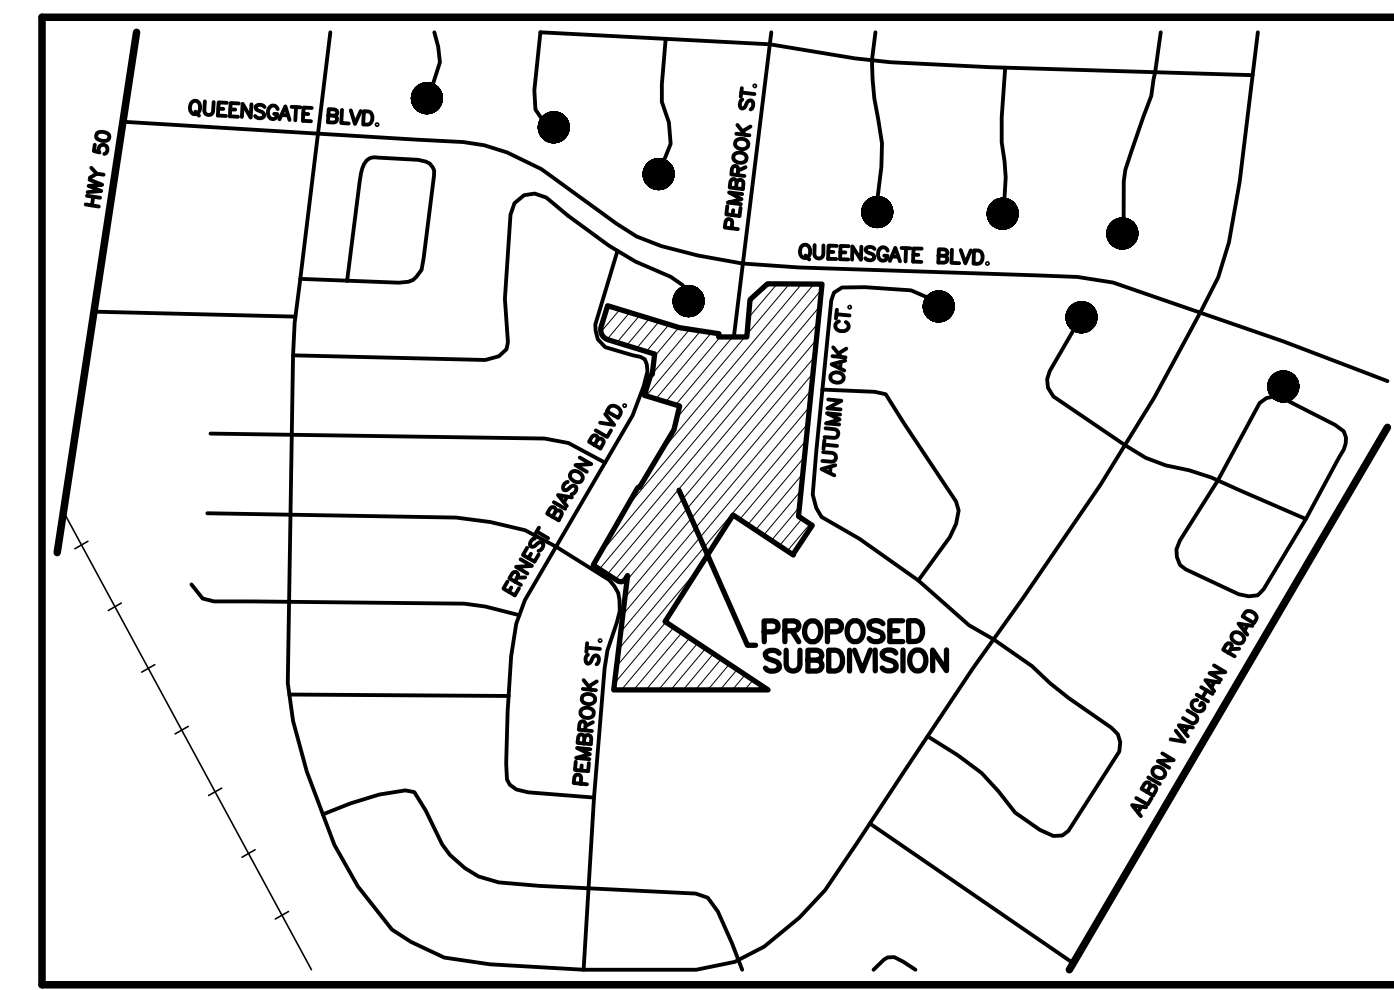 QUEENSGATE BLVD.
HWY 50
PEMBROOK ST.
QUEENSGATE BLVD.
AUTUMN OAK CT.
ERNEST BIASON BLVD.
PROPOSED
SUBDIVISION
PEMBROOK ST.
ALBION VAUGHAN ROAD